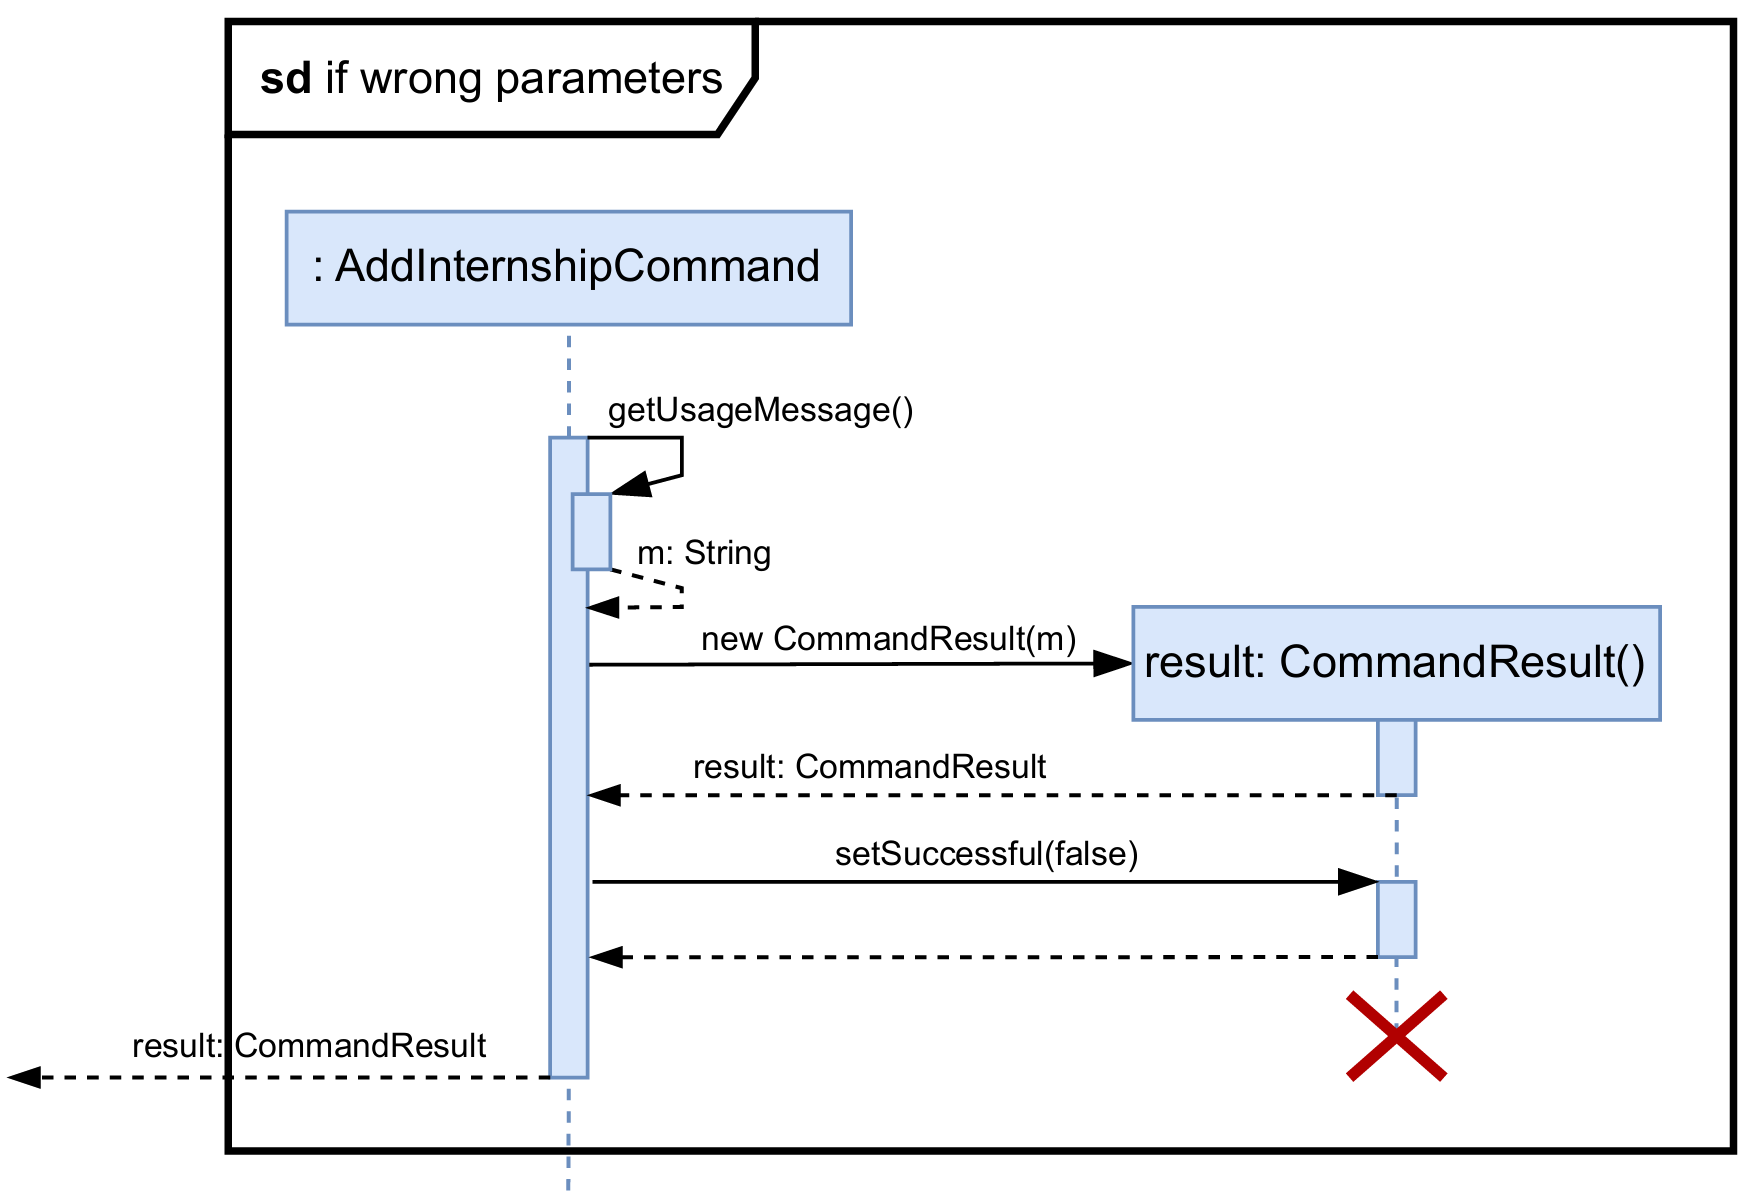 sd if wrong parameters
: AddInternshipCommand
getUsageMessage()
m: String
new CommandResult(m)
result: CommandResult()
result: CommandResult
setSuccessful(false)
result: CommandResult